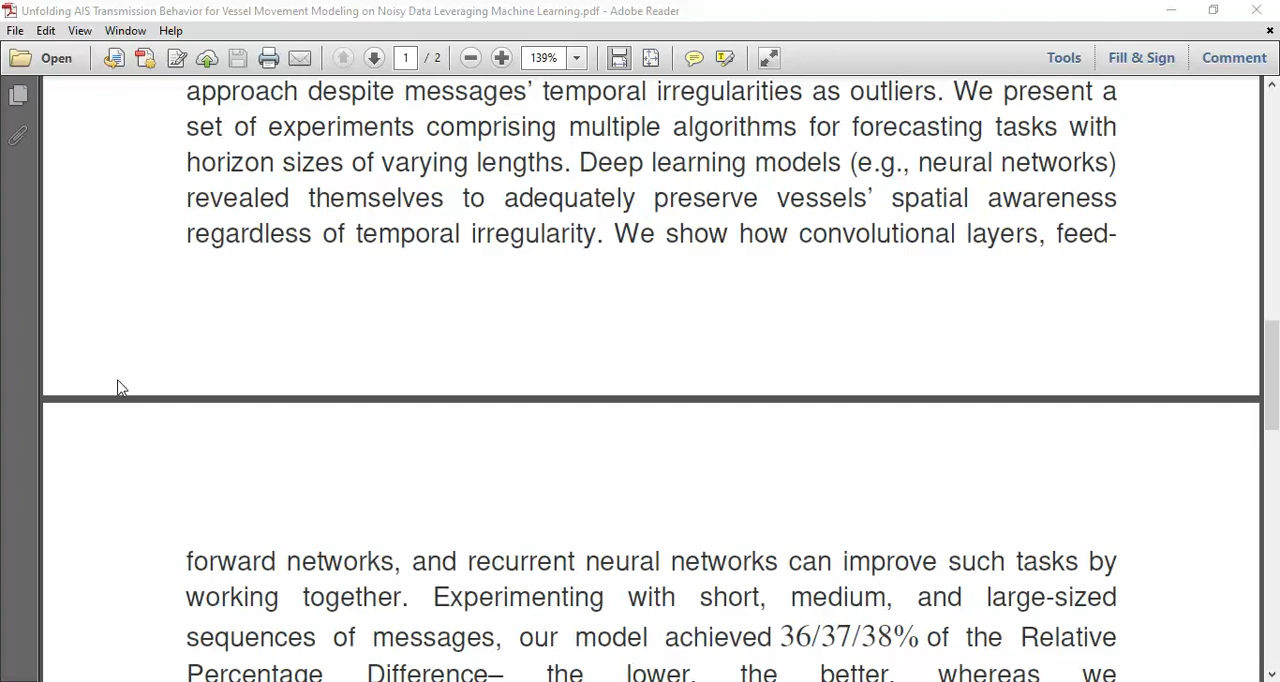 Unfolding AIS Transmission Behavior for Vessel Movement Modeling on Noisy Data Leveraging Machine Learning.pdf - Adobe Reader
File Edit View Window Help
Open 1 / 2 139% Tools Fill & Sign Comment
approach despite messages’ temporal irregularities as outliers. We present a
set of experiments comprising multiple algorithms for forecasting tasks with
horizon sizes of varying lengths. Deep learning models (e.g., neural networks)
revealed themselves to adequately preserve vessels’ spatial awareness
regardless of temporal irregularity. We show how convolutional layers, feed-
forward networks, and recurrent neural networks can improve such tasks by
working together. Experimenting with short, medium, and large-sized
sequences of messages, our model achieved 36/37/38% of the Relative
Percentage Difference– the lower, the better, whereas we